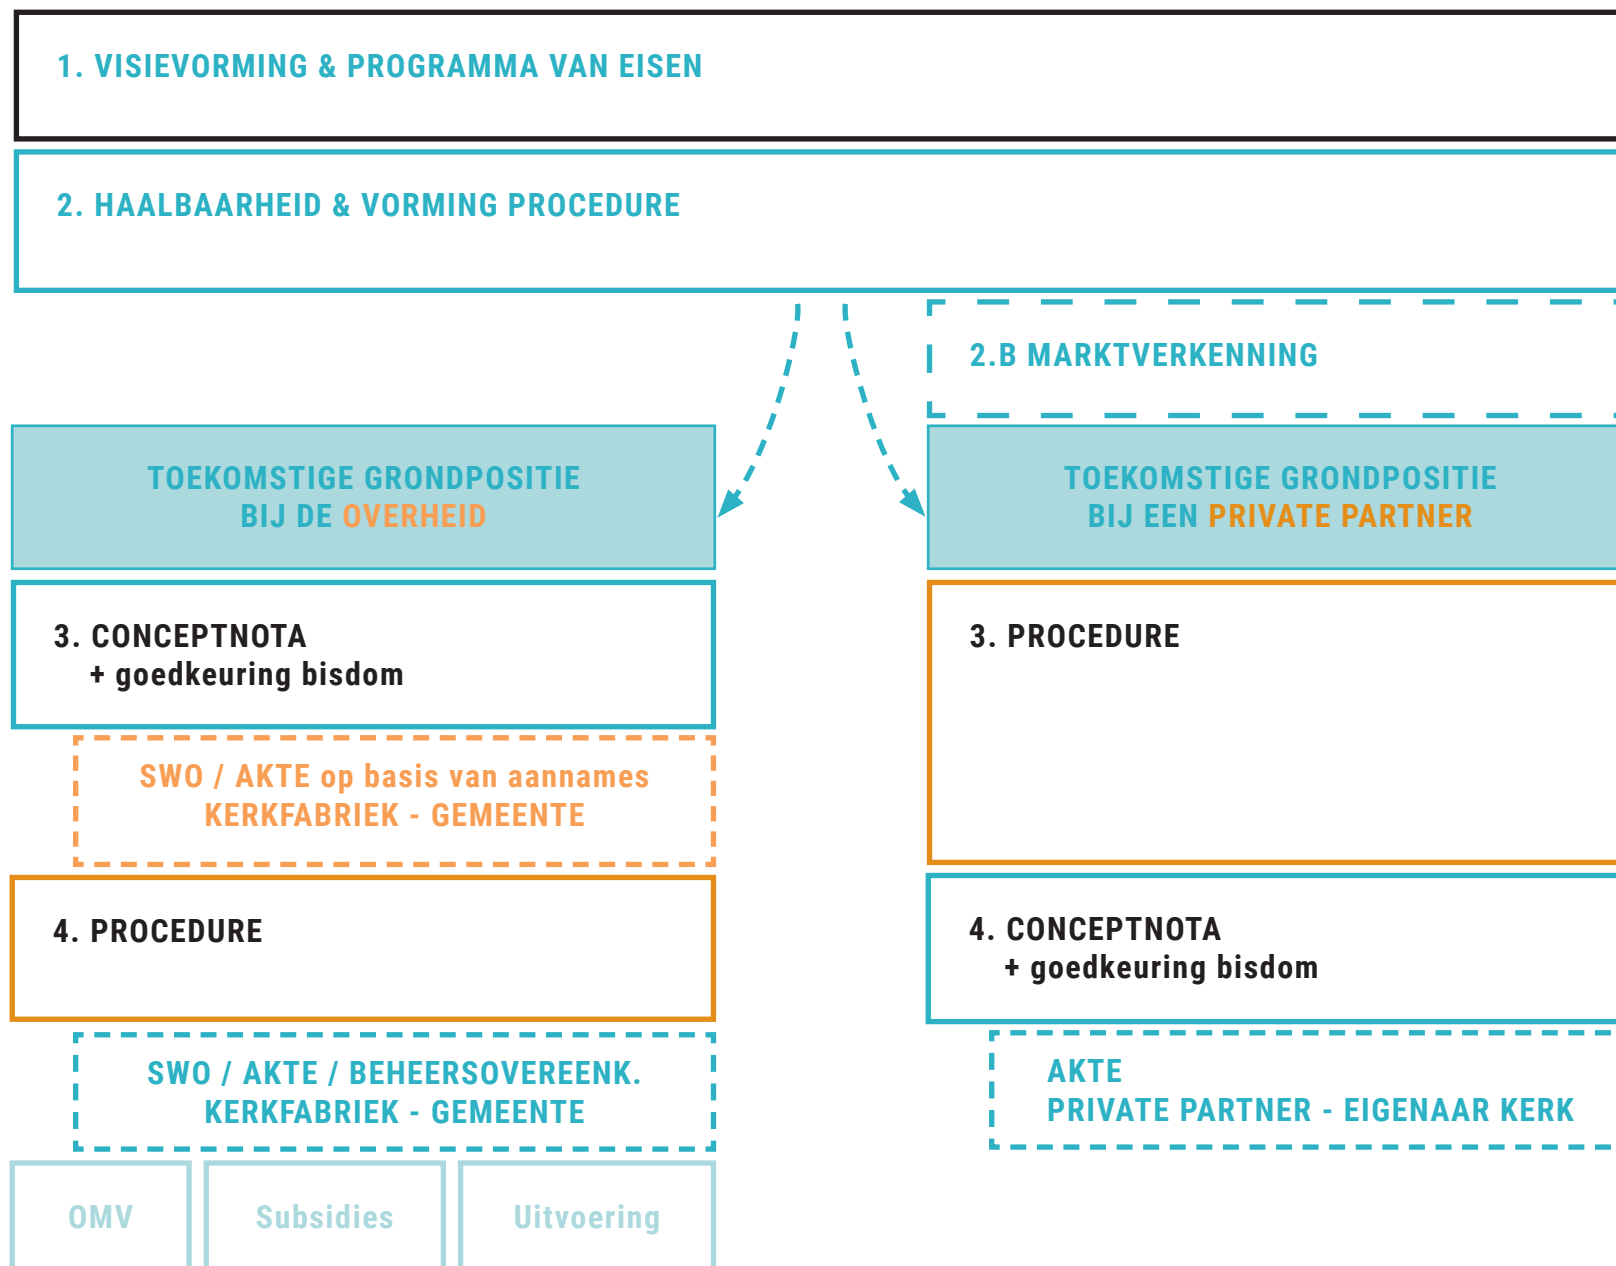 1. VISIEVORMING & PROGRAMMA VAN EISEN
2. HAALBAARHEID & VORMING PROCEDURE
2.B MARKTVERKENNING
TOEKOMSTIGE GRONDPOSITIE
BIJ DE OVERHEID
3. CONCEPTNOTA
+ goedkeuring bisdom
SWO / AKTE op basis van aannames
KERKFABRIEK - GEMEENTE
4. PROCEDURE
SWO / AKTE / BEHEERSOVEREENK.
KERKFABRIEK - GEMEENTE
OMV
Subsidies
Uitvoering
TOEKOMSTIGE GRONDPOSITIE
BIJ EEN PRIVATE PARTNER
3. PROCEDURE
4. CONCEPTNOTA
+ goedkeuring bisdom
AKTE
PRIVATE PARTNER - EIGENAAR KERK